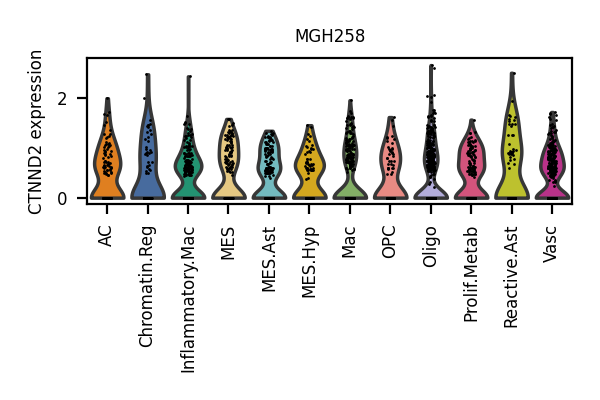 MGH258
CTNND2 expression
2
0
AC
Chromatin.Reg
Inflammatory.Mac
MES
MES.Ast
MES.Hyp
Mac
OPC
Oligo
Prolif.Metab
Reactive.Ast
Vasc